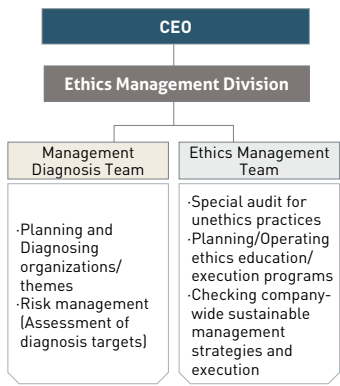 CEO
Ethics Management Division
Management
Diagnosis Team
Ethics Management
Team
·Planning and
Diagnosing
organizations/
themes
·Risk management
(Assessment of
diagnosis targets)
·Special audit for
unethics practices
·Planning/Operating
ethics education/
execution programs
·Checking company-
wide sustainable
management
strategies and
execution